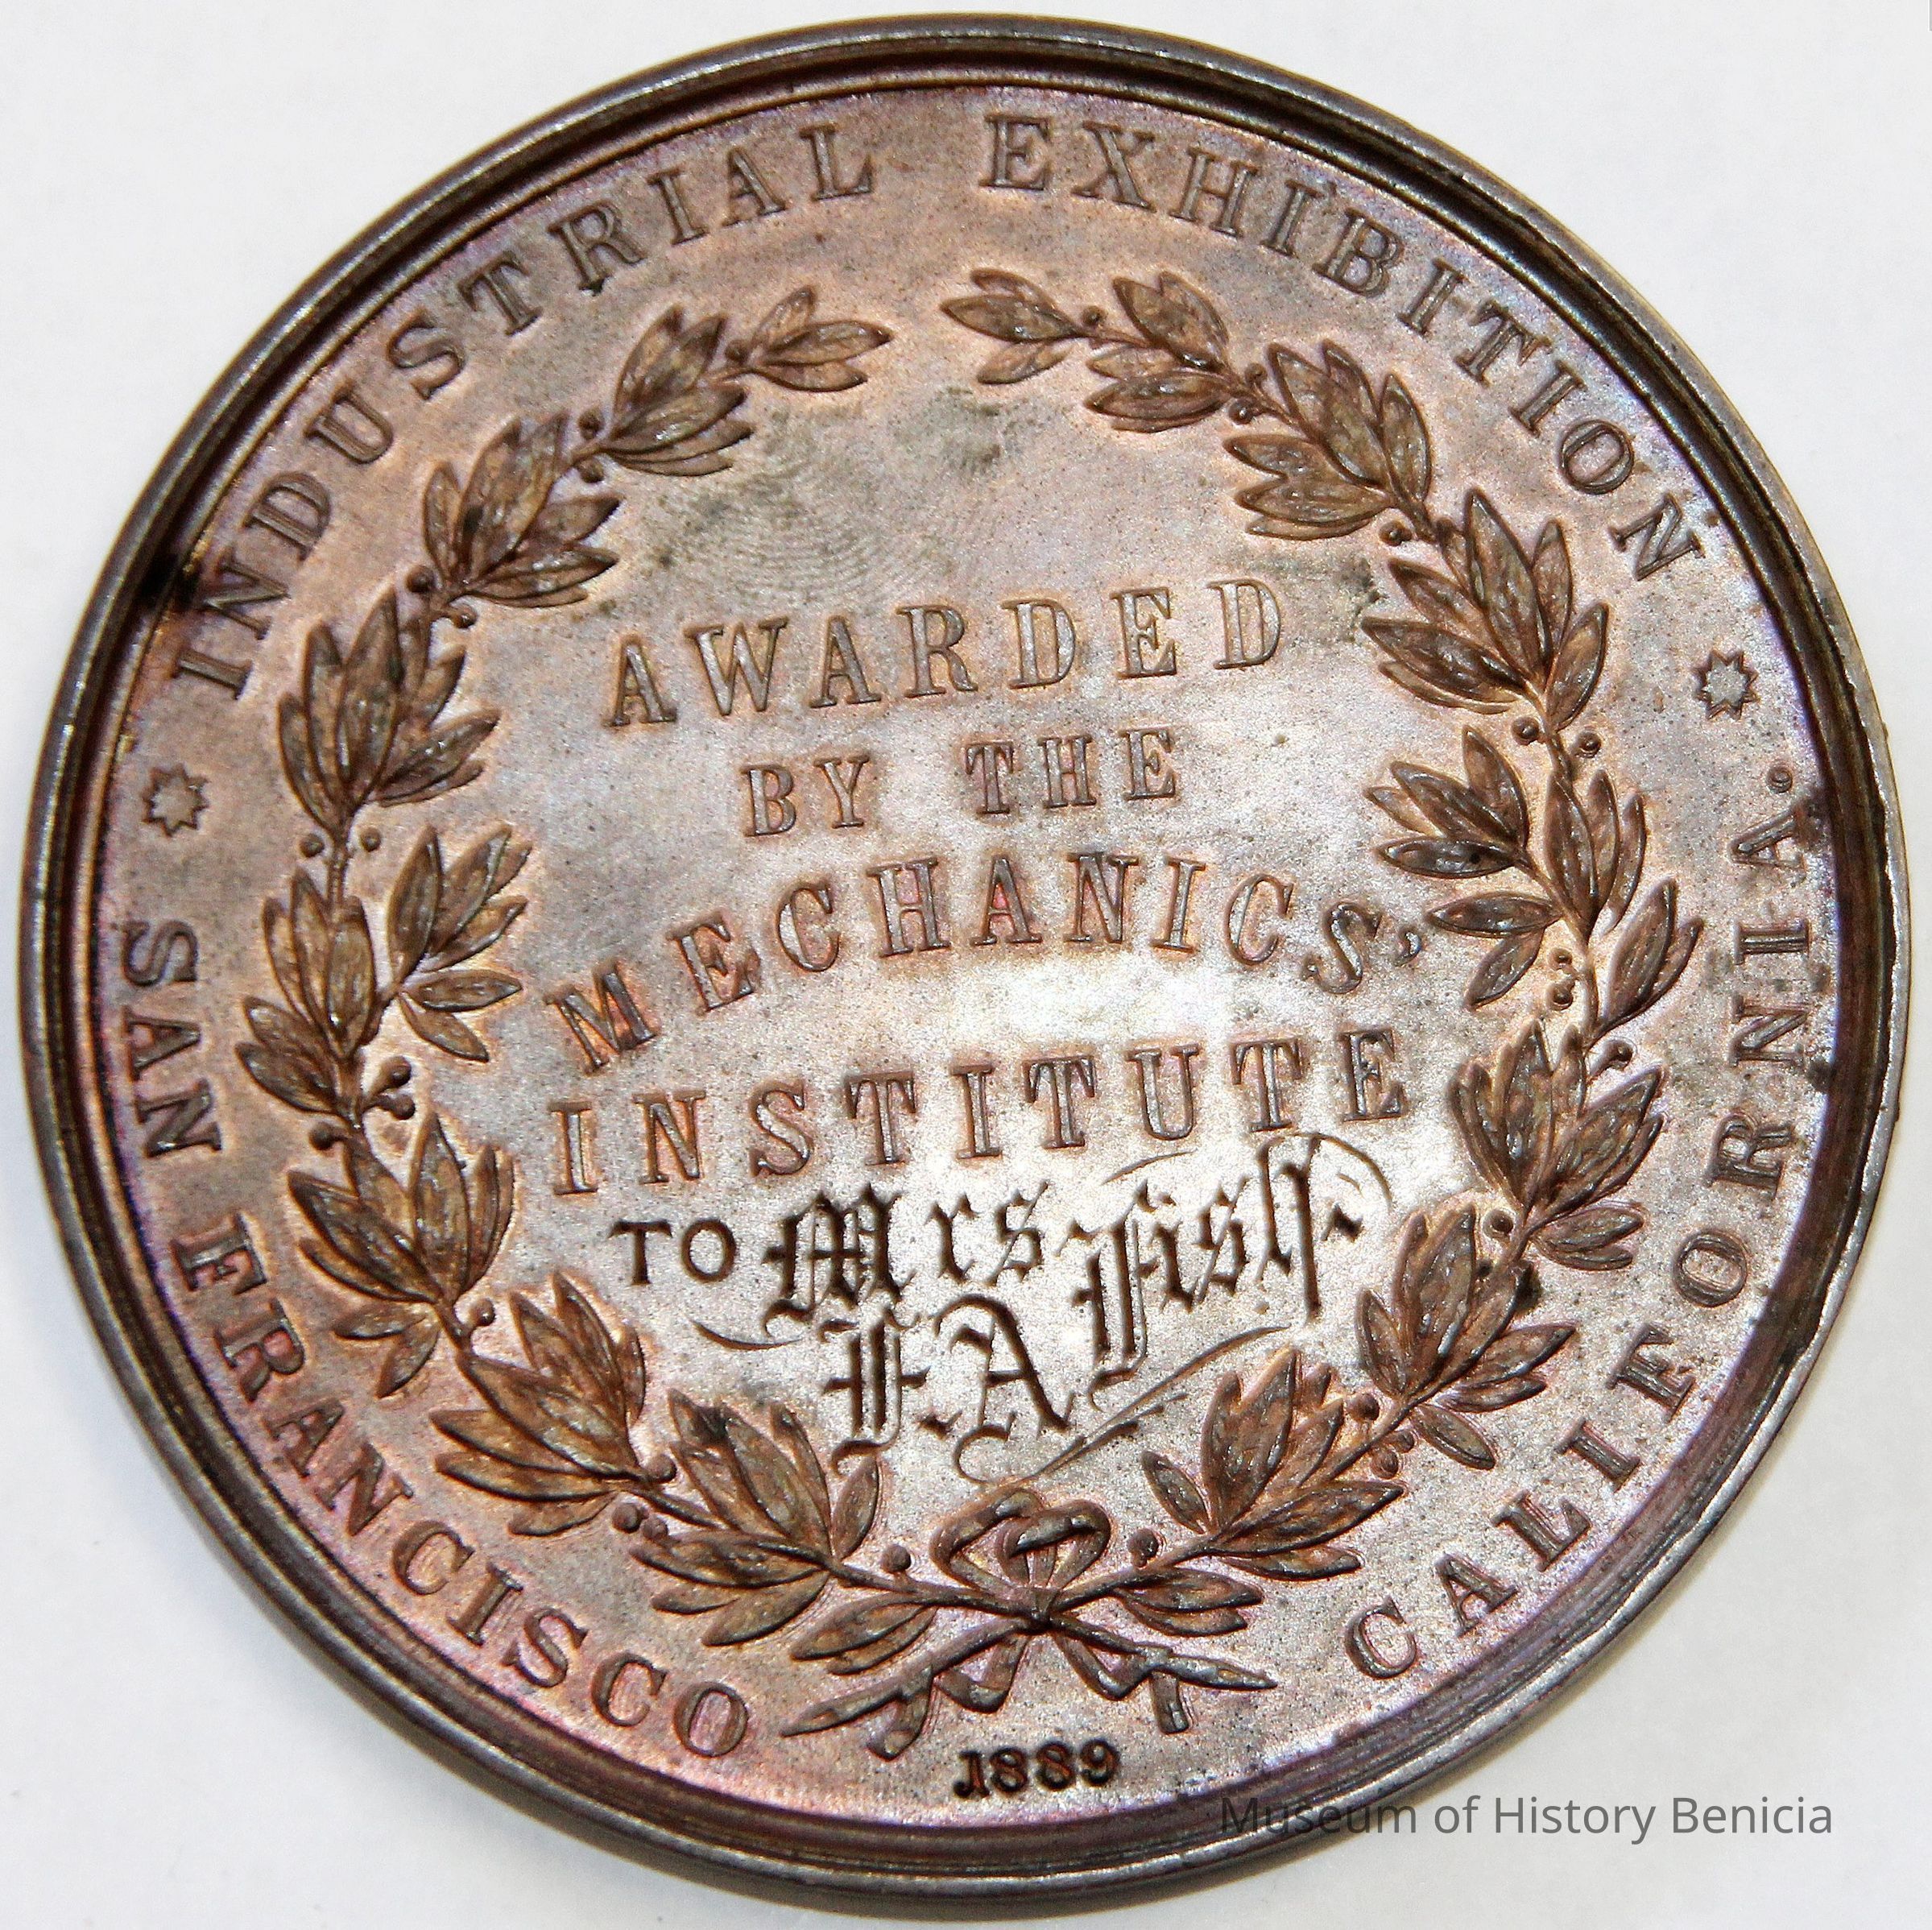 INDUSTRIAL EXHIBITION
SAN FRANCISCO CALIFORNIA.
AWARDED
BY THE
MECHANICS'
INSTITUTE
TO Mrs Fish.
F.A.
1889
Museum of History Benicia